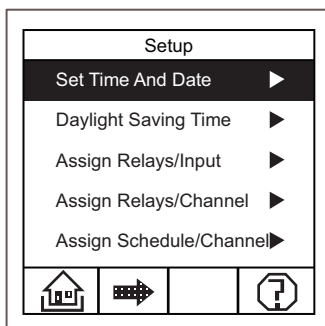 Setup
Set Time And Date
Daylight Saving Time
Assign Relays/Input
Assign Relays/Channel
Assign Schedule/Channel
?